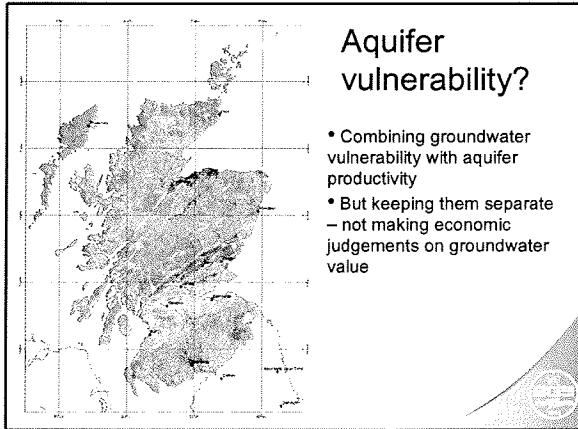 Aquifer
vulnerability?
• Combining groundwater
vulnerability with aquifer
productivity
• But keeping them separate
– not making economic
judgements on groundwater
value